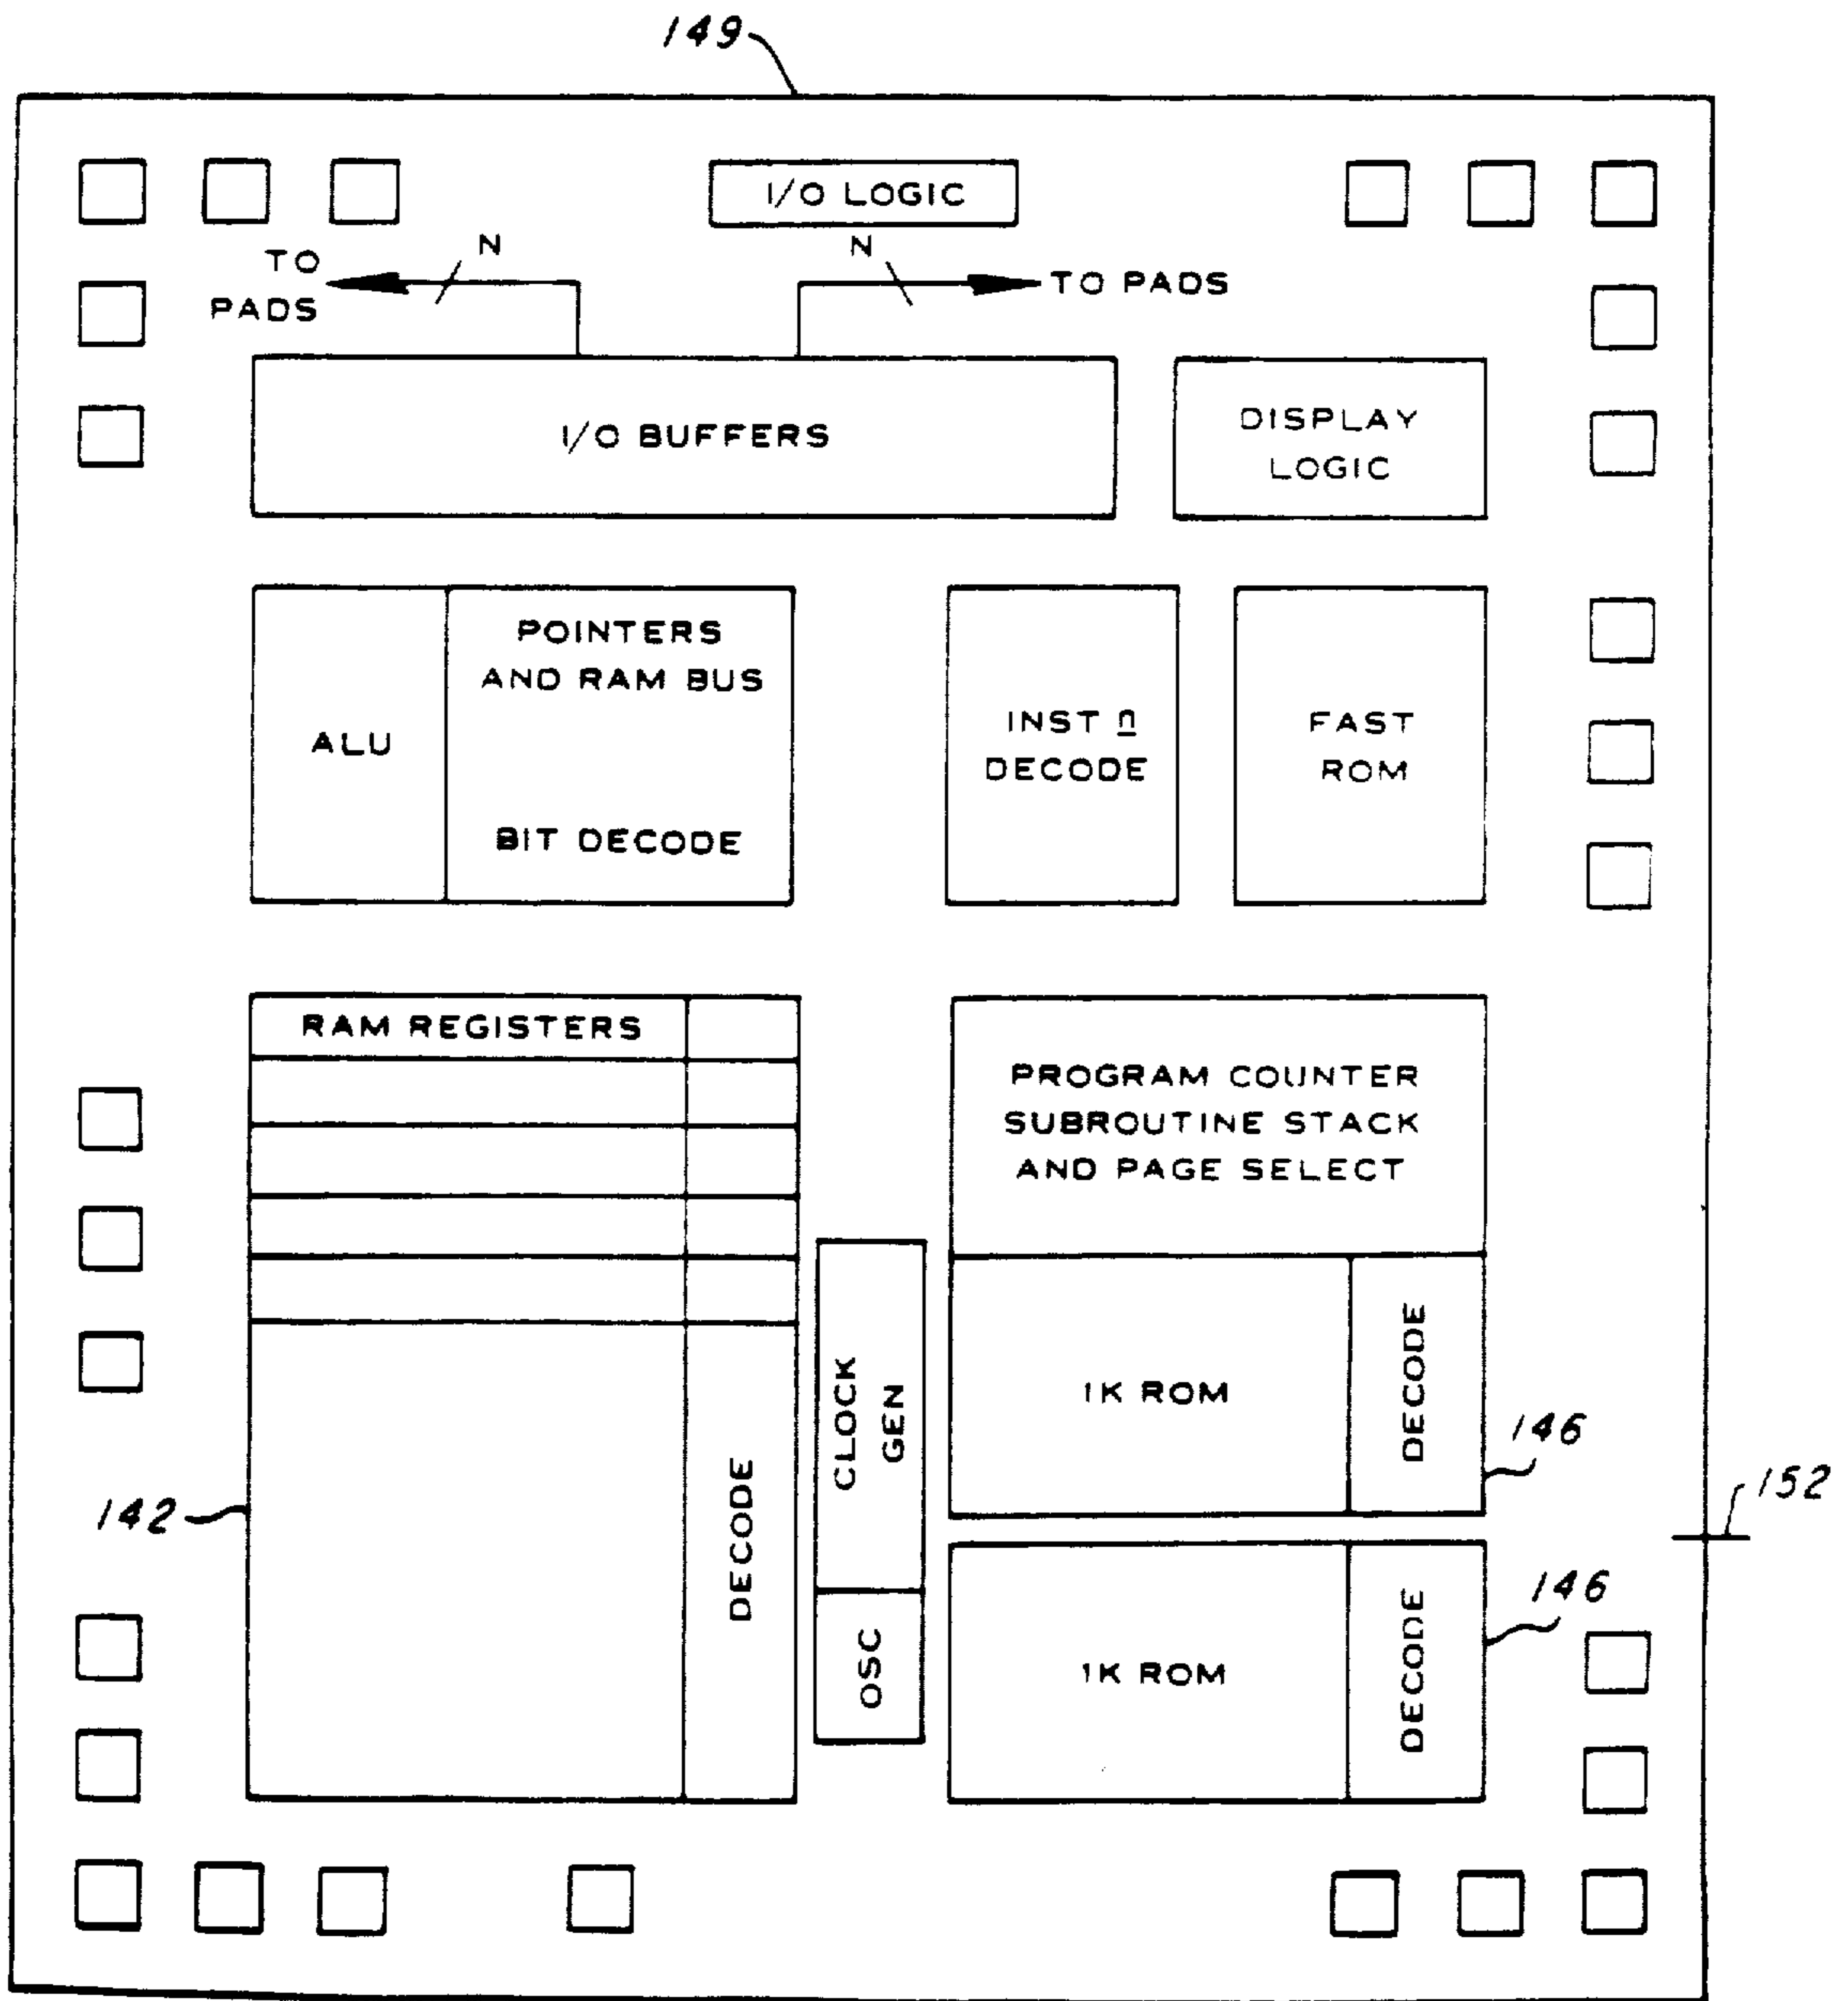 149
I/O LOGIC
N
N
TO
PADS
TO PADS
I/O BUFFERS
DISPLAY
LOGIC
ALU
POINTERS
AND RAM BUS
BIT DECODE
INST n
DECODE
FAST
ROM
RAM REGISTERS
DECODE
142
CLOCK
GEN
OSC
PROGRAM COUNTER
SUBROUTINE STACK
AND PAGE SELECT
1K ROM
DECODE
146
152
1K ROM
DECODE
146